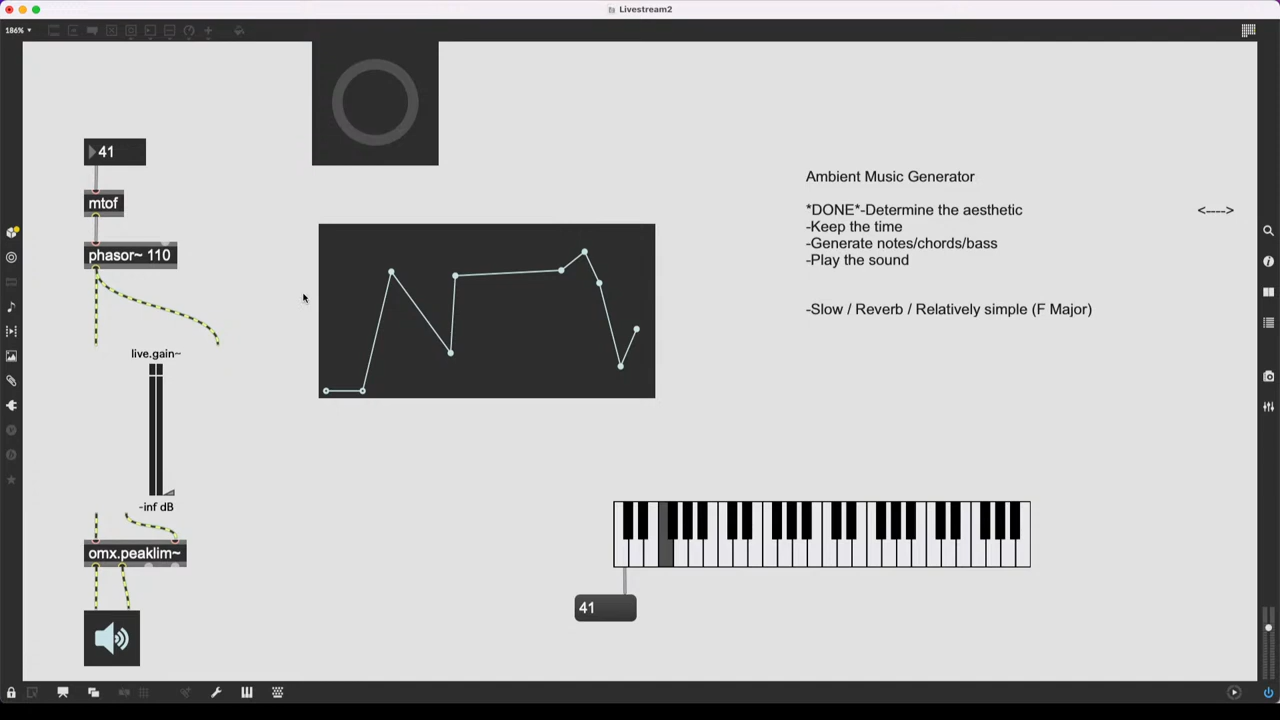 Livestream2
186%
41
mtof
phasor~ 110
live.gain~
-inf dB
omx.peaklim~
Ambient Music Generator
*DONE*-Determine the aesthetic
<---->
-Keep the time
-Generate notes/chords/bass
-Play the sound
-Slow / Reverb / Relatively simple (F Major)
41